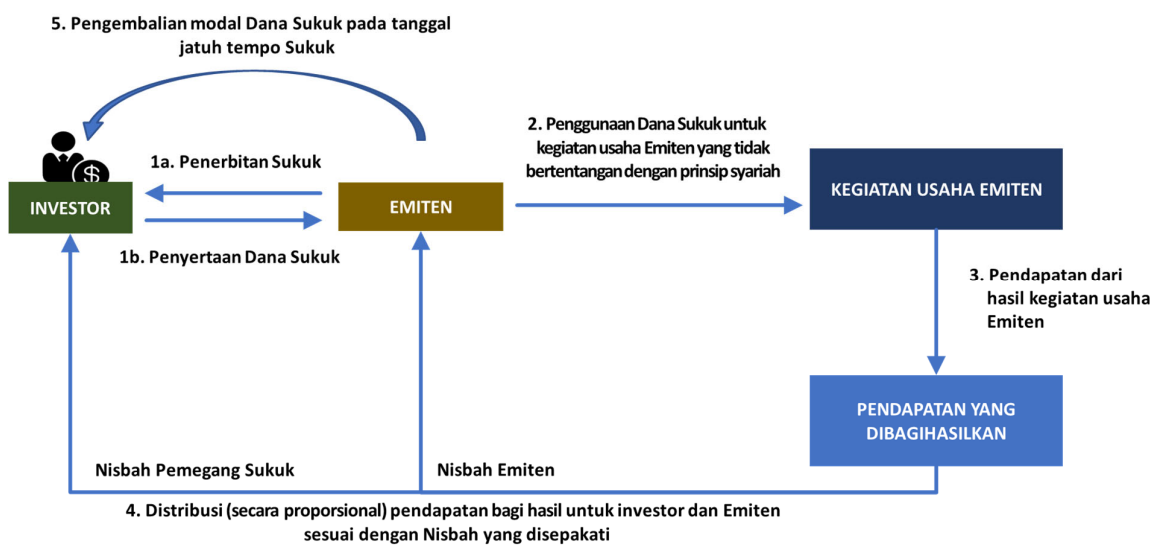 5. Pengembalian modal Dana Sukuk pada tanggal
jatuh tempo Sukuk
2. Penggunaan Dana Sukuk untuk
kegiatan usaha Emiten yang tidak
bertentangan dengan prinsip syariah
1a. Penerbitan Sukuk
$
INVESTOR
EMITEN
KEGIATAN USAHA EMITEN
1b. Penyertaan Dana Sukuk
3. Pendapatan dari
hasil kegiatan usaha
Emiten
PENDAPATAN YANG
DIBAGIHASILKAN
Nisbah Pemegang Sukuk
Nisbah Emiten
4. Distribusi (secara proporsional) pendapatan bagi hasil untuk investor dan Emiten
sesuai dengan Nisbah yang disepakati